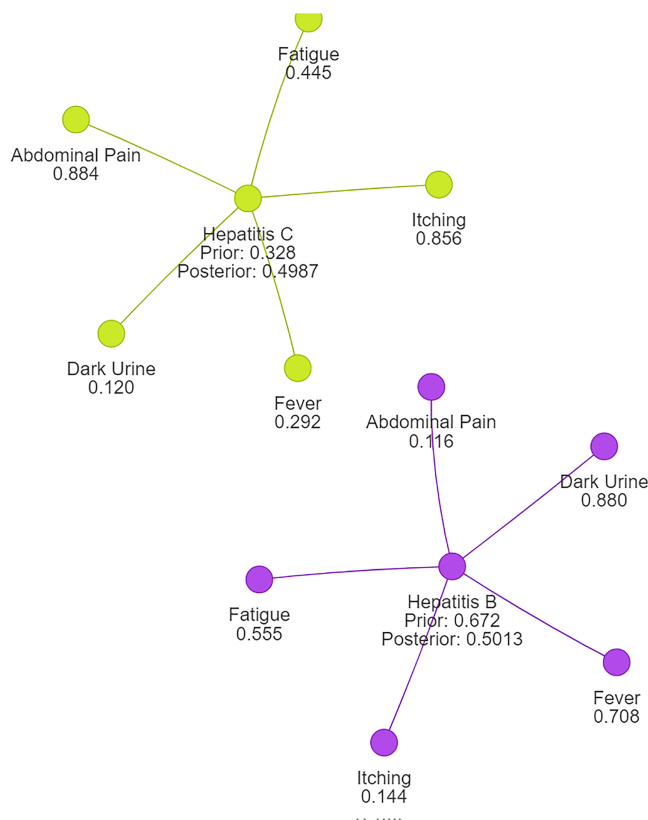 Fatigue
0.445
Abdominal Pain
0.884
Itching
0.856
Hepatitis C
Prior: 0.328
Posterior: 0.4987
Dark Urine
0.120
Fever
0.292
Abdominal Pain
0.116
Dark Urine
0.880
Hepatitis B
Prior: 0.672
Posterior: 0.5013
Fatigue
0.555
Fever
0.708
Itching
0.144